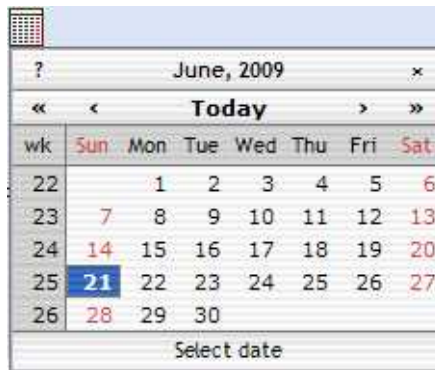 ? June, 2009 ×
« ‹ Today › »
wk Sun Mon Tue Wed Thu Fri Sat
22 1 2 3 4 5 6
23 7 8 9 10 11 12 13
24 14 15 16 17 18 19 20
25 21 22 23 24 25 26 27
26 28 29 30
Select date